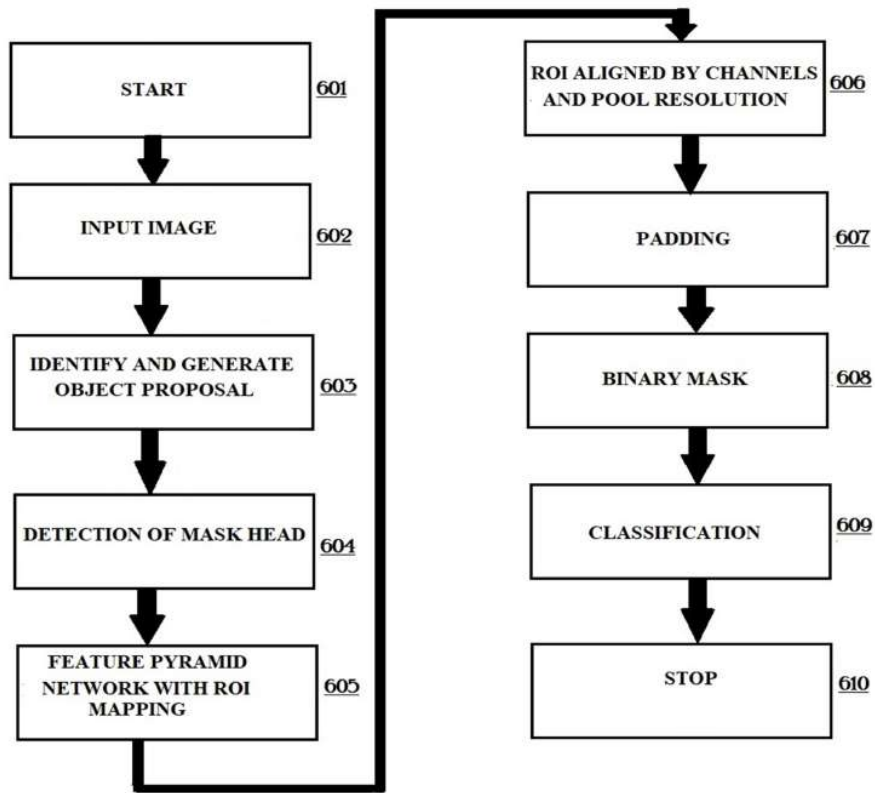 START
601
INPUT IMAGE
602
IDENTIFY AND GENERATE
OBJECT PROPOSAL
603
DETECTION OF MASK HEAD
604
FEATURE PYRAMID
NETWORK WITH ROI
MAPPING
605
ROI ALIGNED BY CHANNELS
AND POOL RESOLUTION
606
PADDING
607
BINARY MASK
608
CLASSIFICATION
609
STOP
610